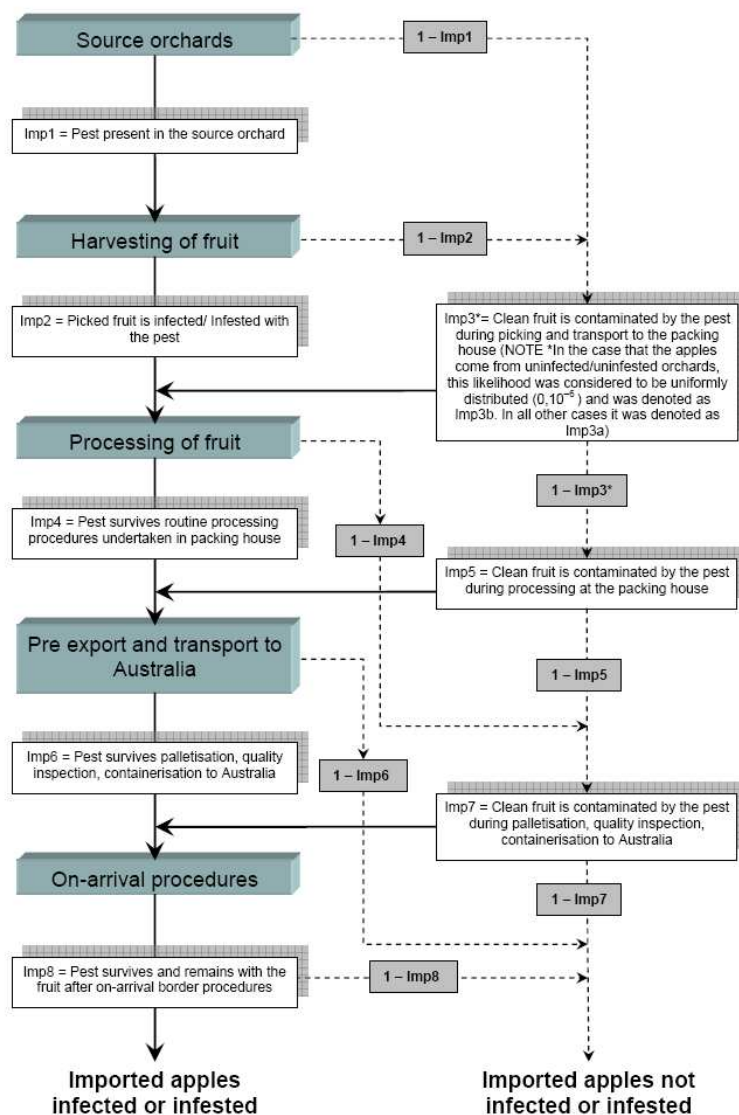 Source orchards
1 – Imp1
Imp1 = Pest present in the source orchard
Harvesting of fruit
1 – Imp2
Imp2 = Picked fruit is infected/ Infested with
the pest
Imp3*= Clean fruit is contaminated by the pest
during picking and transport to the packing
house (NOTE *In the case that the apples
come from uninfected/uninfested orchards,
this likelihood was considered to be uniformly
distributed (0,10⁻⁶) and was denoted as
Imp3b. In all other cases it was denoted as
Imp3a)
Processing of fruit
1 – Imp3*
Imp4 = Pest survives routine processing
procedures undertaken in packing house
1 – Imp4
Imp5 = Clean fruit is contaminated by the pest
during processing at the packing house
Pre export and transport to
Australia
1 – Imp5
Imp6 = Pest survives palletisation, quality
inspection, containerisation to Australia
1 – Imp6
Imp7 = Clean fruit is contaminated by the pest
during palletisation, quality inspection,
containerisation to Australia
On-arrival procedures
1 – Imp7
Imp8 = Pest survives and remains with the
fruit after on-arrival border procedures
1 – Imp8
Imported apples
infected or infested
Imported apples not
infected or infested